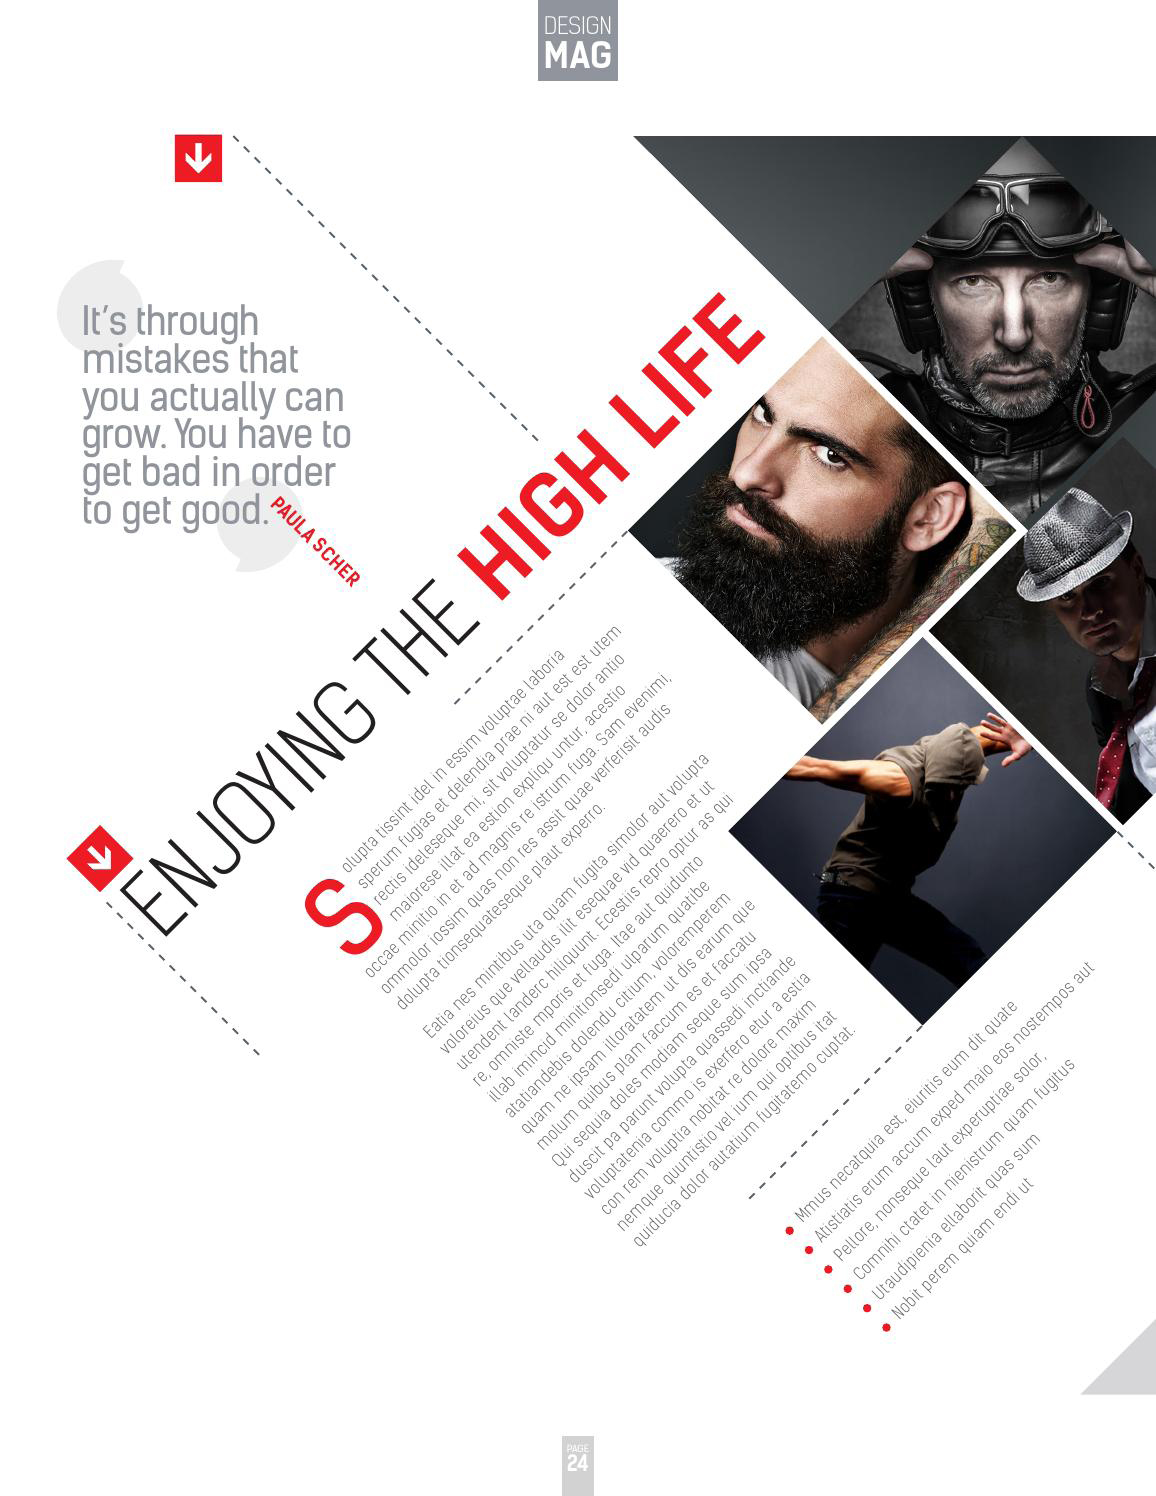 DESIGN
MAG
It's through
mistakes that
you actually can
grow. You have to
get bad in order
to get good.
PAULA SCHER
ENJOYING THE HIGH LIFE
Solupta tissint idel in essim voluptae laboria
sperum fugias et delendia prae ni aut est est utem
rectis ideleseque mi, sit voluptatur se dolor antio
maiorese illat ea estion expliqu untur, acestio
occae minitio in et ad magnis re istrum fuga. Sam evenimi,
ommolor iossim quas non res assit quae verferisit audis
dolupta tionsequateseque plaut experro.
Eatia nes mintibus uta quam fugita simolor aut volupta
voloreius que vellaudis ilit esequae vid quaerero et ut
utendent landerc hiliquunt. Ecestiis repro optur as qui
re, omniste mporis et fuga. Itae aut quidunto
illab imincid minitionsedi ulparum quatibe
atatiandebis dolendu citium, voloremperem
quam ne ipsam illoratatem ut dis earum que
molum quibus plam faccum es et faccatu
Qui sequia doles modiam seque sum ipsa
duscit pa parunt volupta quassedi inctiande
voluptatenia commo is exerfero etur a estia
con rem voluptia nobitat re dolore maxim
nemque quuntistio vel ium qui optibus itat
quiducia dolor autatium fugitatemo cuptat.
Mmus necatquia est, eiuritis eum dit quate
Atistiatis erum accum exped maio eos nostempos aut
Pellore, nonseque laut experuptiae solor,
Comnihi ctatet in nienistrum quam fugitus
Utaudipienia ellaborit quas sum
Nobit perem quiam endi ut
PAGE
24